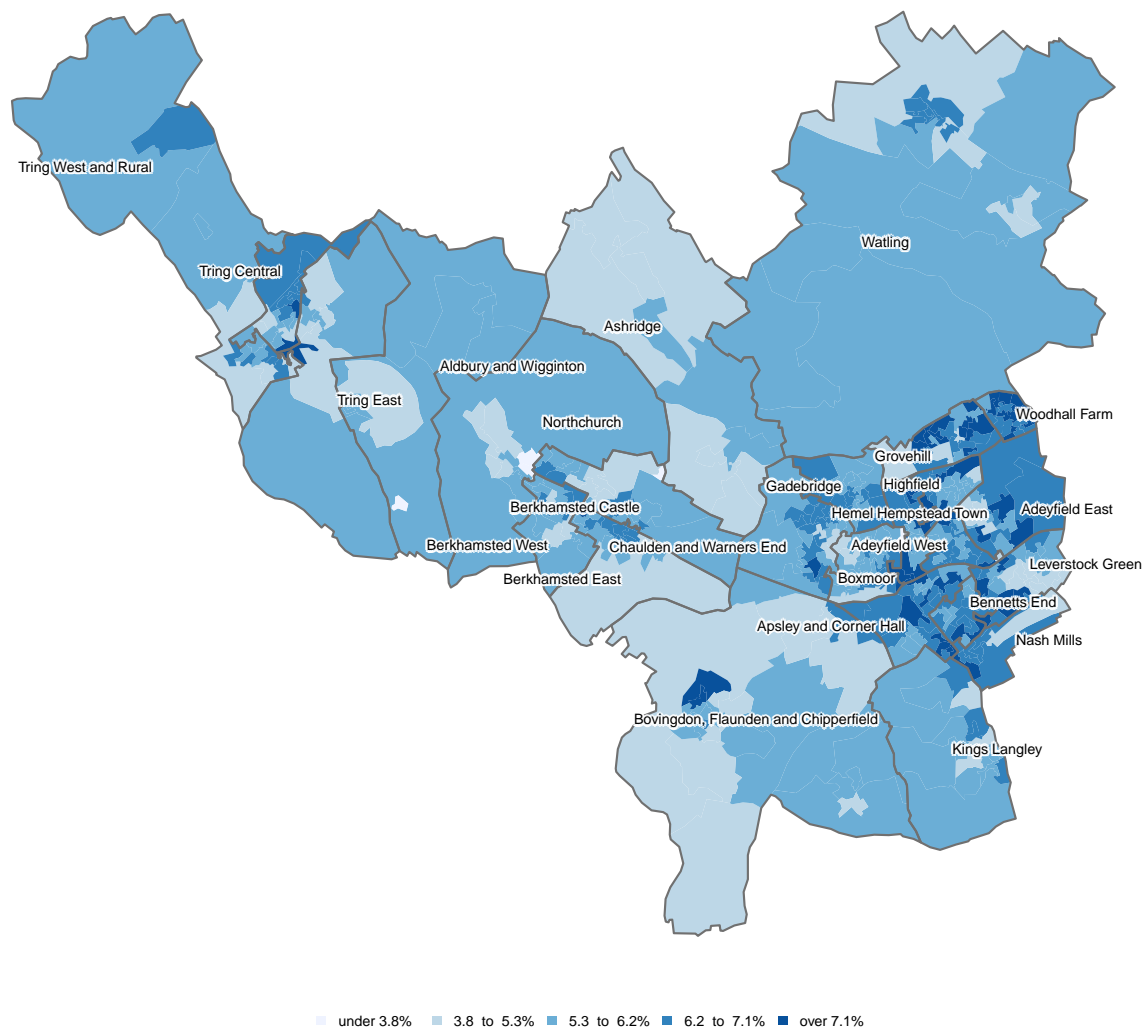 Tring West and Rural
Watling
Tring Central
Ashridge
Aldbury and Wigginton
Tring East
Woodhall Farm
Northchurch
Grovehill
Gadebridge
Highfield
Berkhamsted Castle
Hemel Hempstead Town
Adeyfield East
Berkhamsted West
Chaulden and Warners End
Adeyfield West
Leverstock Green
Berkhamsted East
Boxmoor
Bennetts End
Apsley and Corner Hall
Nash Mills
Bovingdon, Flaunden and Chipperfield
Kings Langley
under 3.8% 3.8 to 5.3% 5.3 to 6.2% 6.2 to 7.1% over 7.1%